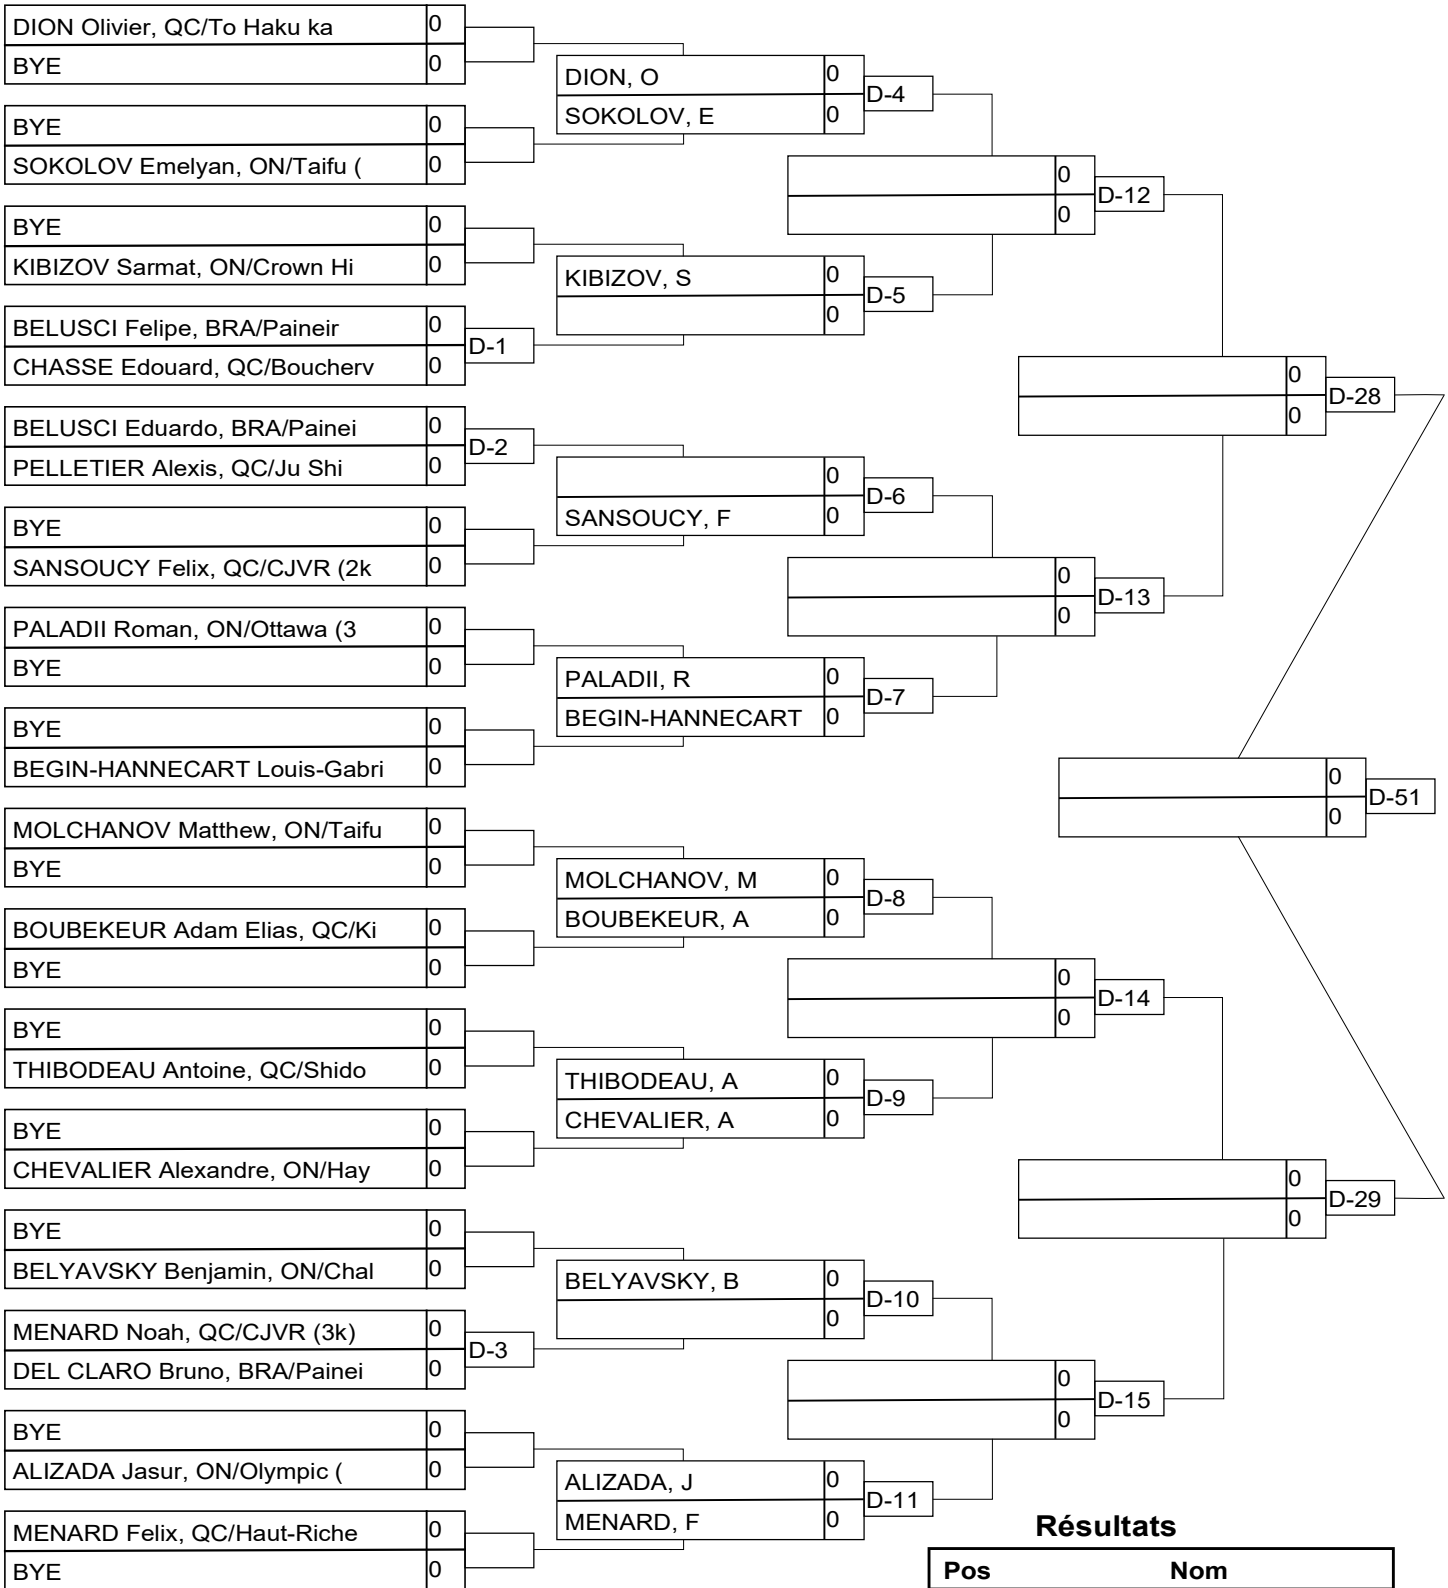 DION Olivier, QC/To Haku ka 0
BYE 0
BYE 0
SOKOLOV Emelyan, ON/Taifu ( 0
BYE 0
KIBIZOV Sarmat, ON/Crown Hi 0
BELUSCI Felipe, BRA/Paineir 0
CHASSE Edouard, QC/Boucherv 0
D-1
BELUSCI Eduardo, BRA/Painei 0
PELLETIER Alexis, QC/Ju Shi 0
D-2
BYE 0
SANSOUCY Felix, QC/CJVR (2k 0
PALADII Roman, ON/Ottawa (3 0
BYE 0
BYE 0
BEGIN-HANNECART Louis-Gabri 0
MOLCHANOV Matthew, ON/Taifu 0
BYE 0
BOUBEKEUR Adam Elias, QC/Ki 0
BYE 0
BYE 0
THIBODEAU Antoine, QC/Shido 0
BYE 0
CHEVALIER Alexandre, ON/Hay 0
BYE 0
BELYAVSKY Benjamin, ON/Chal 0
MENARD Noah, QC/CJVR (3k) 0
DEL CLARO Bruno, BRA/Painei 0
D-3
BYE 0
ALIZADA Jasur, ON/Olympic ( 0
MENARD Felix, QC/Haut-Riche 0
BYE 0
DION, O 0
SOKOLOV, E 0
D-4
KIBIZOV, S 0
0
D-5
0
SANSOUCY, F 0
D-6
PALADII, R 0
BEGIN-HANNECART 0
D-7
MOLCHANOV, M 0
BOUBEKEUR, A 0
D-8
THIBODEAU, A 0
CHEVALIER, A 0
D-9
BELYAVSKY, B 0
0
D-10
ALIZADA, J 0
MENARD, F 0
D-11
0
0
D-12
0
0
D-13
0
0
D-14
0
0
D-15
0
0
D-28
0
0
D-29
0
0
D-51
Résultats
Pos Nom